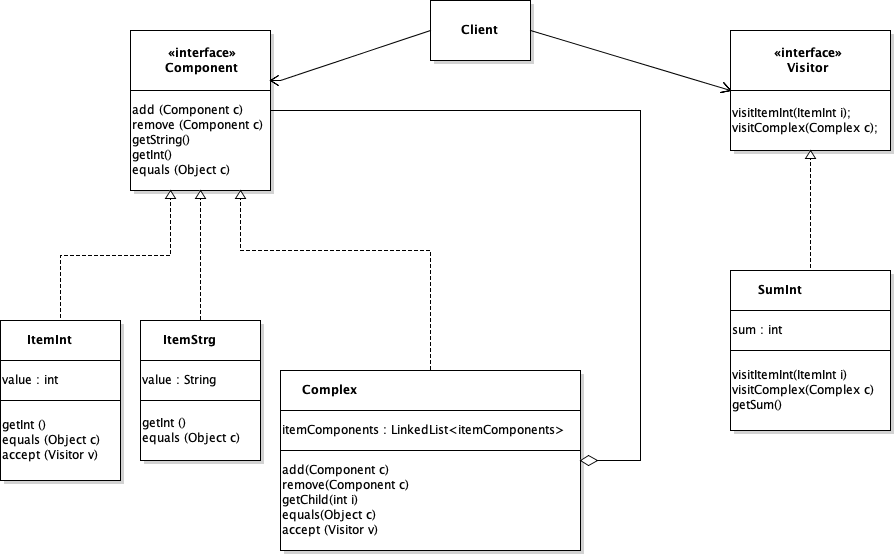 Client
«interface»
Component
add (Component c)
remove (Component c)
getString()
getInt()
equals (Object c)
«interface»
Visitor
visitItemInt(ItemInt i);
visitComplex(Complex c);
ItemInt
value : int
getInt ()
equals (Object c)
accept (Visitor v)
ItemStrg
value : String
getInt ()
equals (Object c)
Complex
itemComponents : LinkedList<itemComponents>
add(Component c)
remove(Component c)
getChild(int i)
equals(Object c)
accept (Visitor v)
SumInt
sum : int
visitItemInt(ItemInt i)
visitComplex(Complex c)
getSum()